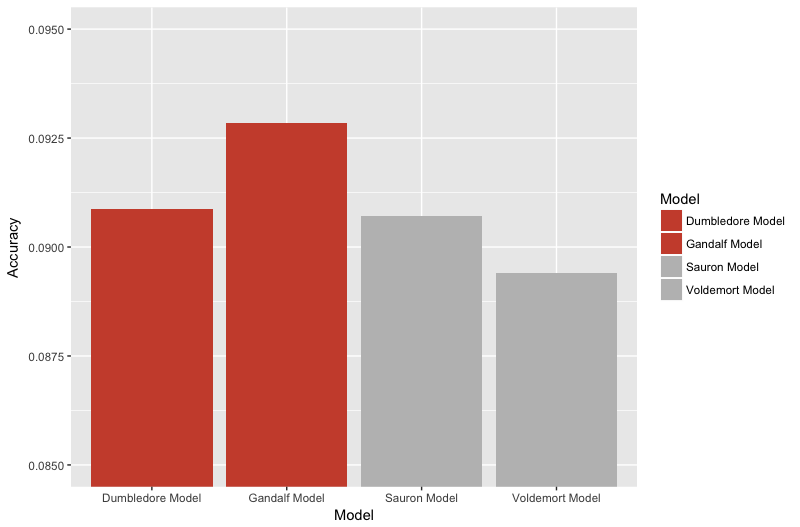 0.0950
0.0925
0.0900
0.0875
0.0850
Accuracy
Dumbledore Model
Gandalf Model
Sauron Model
Voldemort Model
Model
Model
Dumbledore Model
Gandalf Model
Sauron Model
Voldemort Model